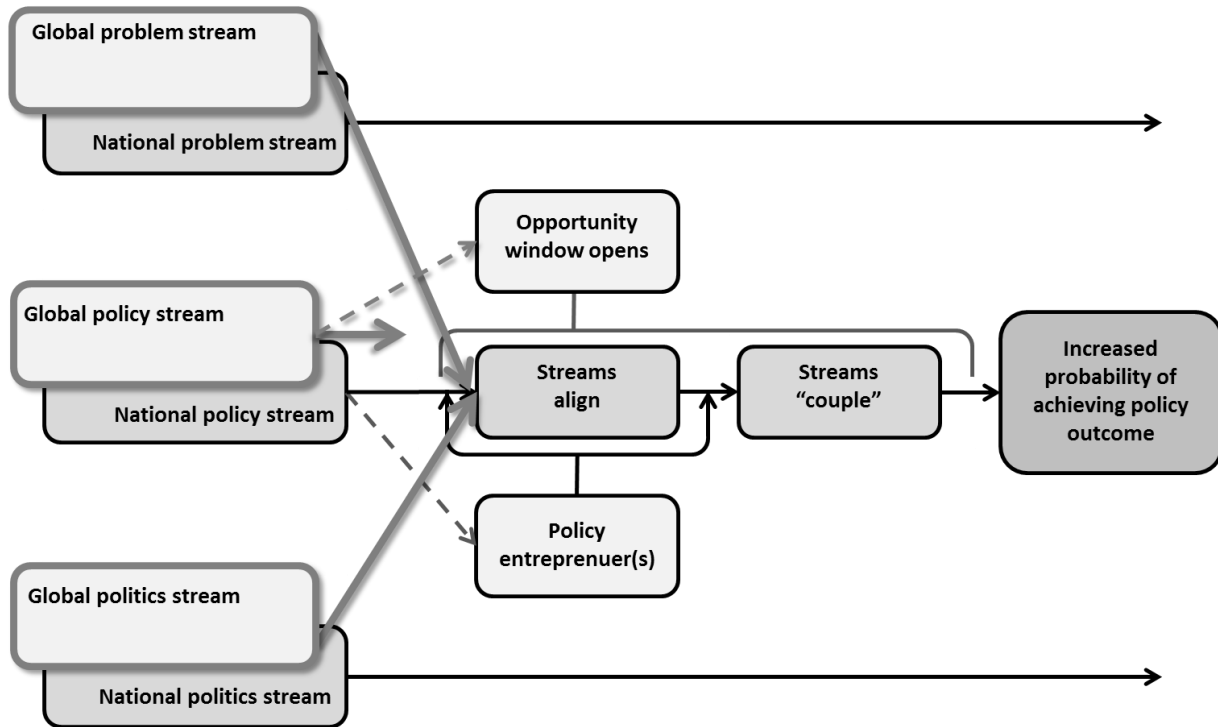 Global problem stream
National problem stream
Opportunity
window opens
Global policy stream
National policy stream
Streams
align
Streams
“couple”
Increased
probability of
achieving policy
outcome
Policy
entreprenuer(s)
Global politics stream
National politics stream